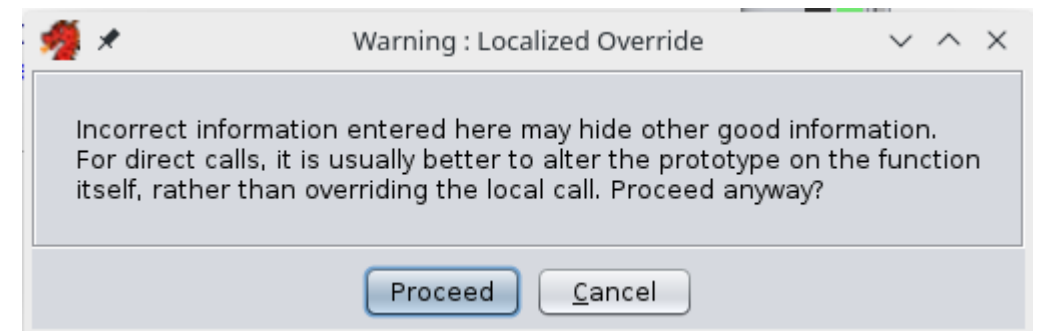 Warning : Localized Override
Incorrect information entered here may hide other good information.
For direct calls, it is usually better to alter the prototype on the function
itself, rather than overriding the local call. Proceed anyway?
Proceed
Cancel